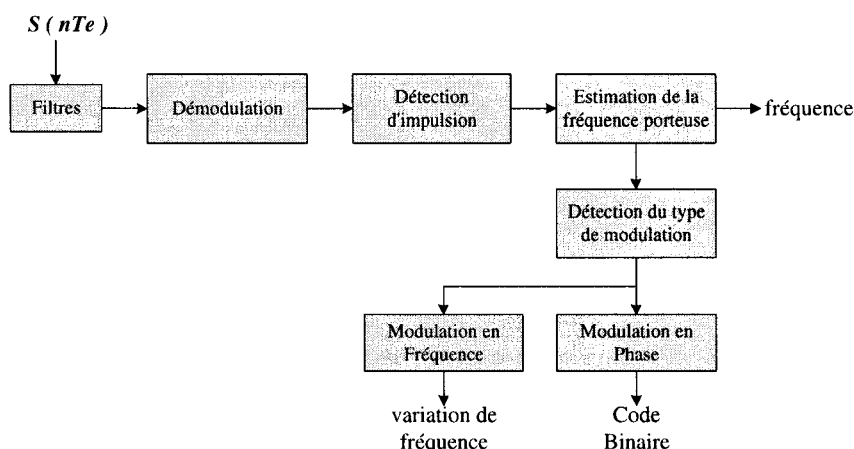 S ( nTe )
Filtres
Démodulation
Détection
d'impulsion
Estimation de la
fréquence porteuse
fréquence
Détection du type
de modulation
Modulation en
Fréquence
Modulation en
Phase
variation de
fréquence
Code
Binaire